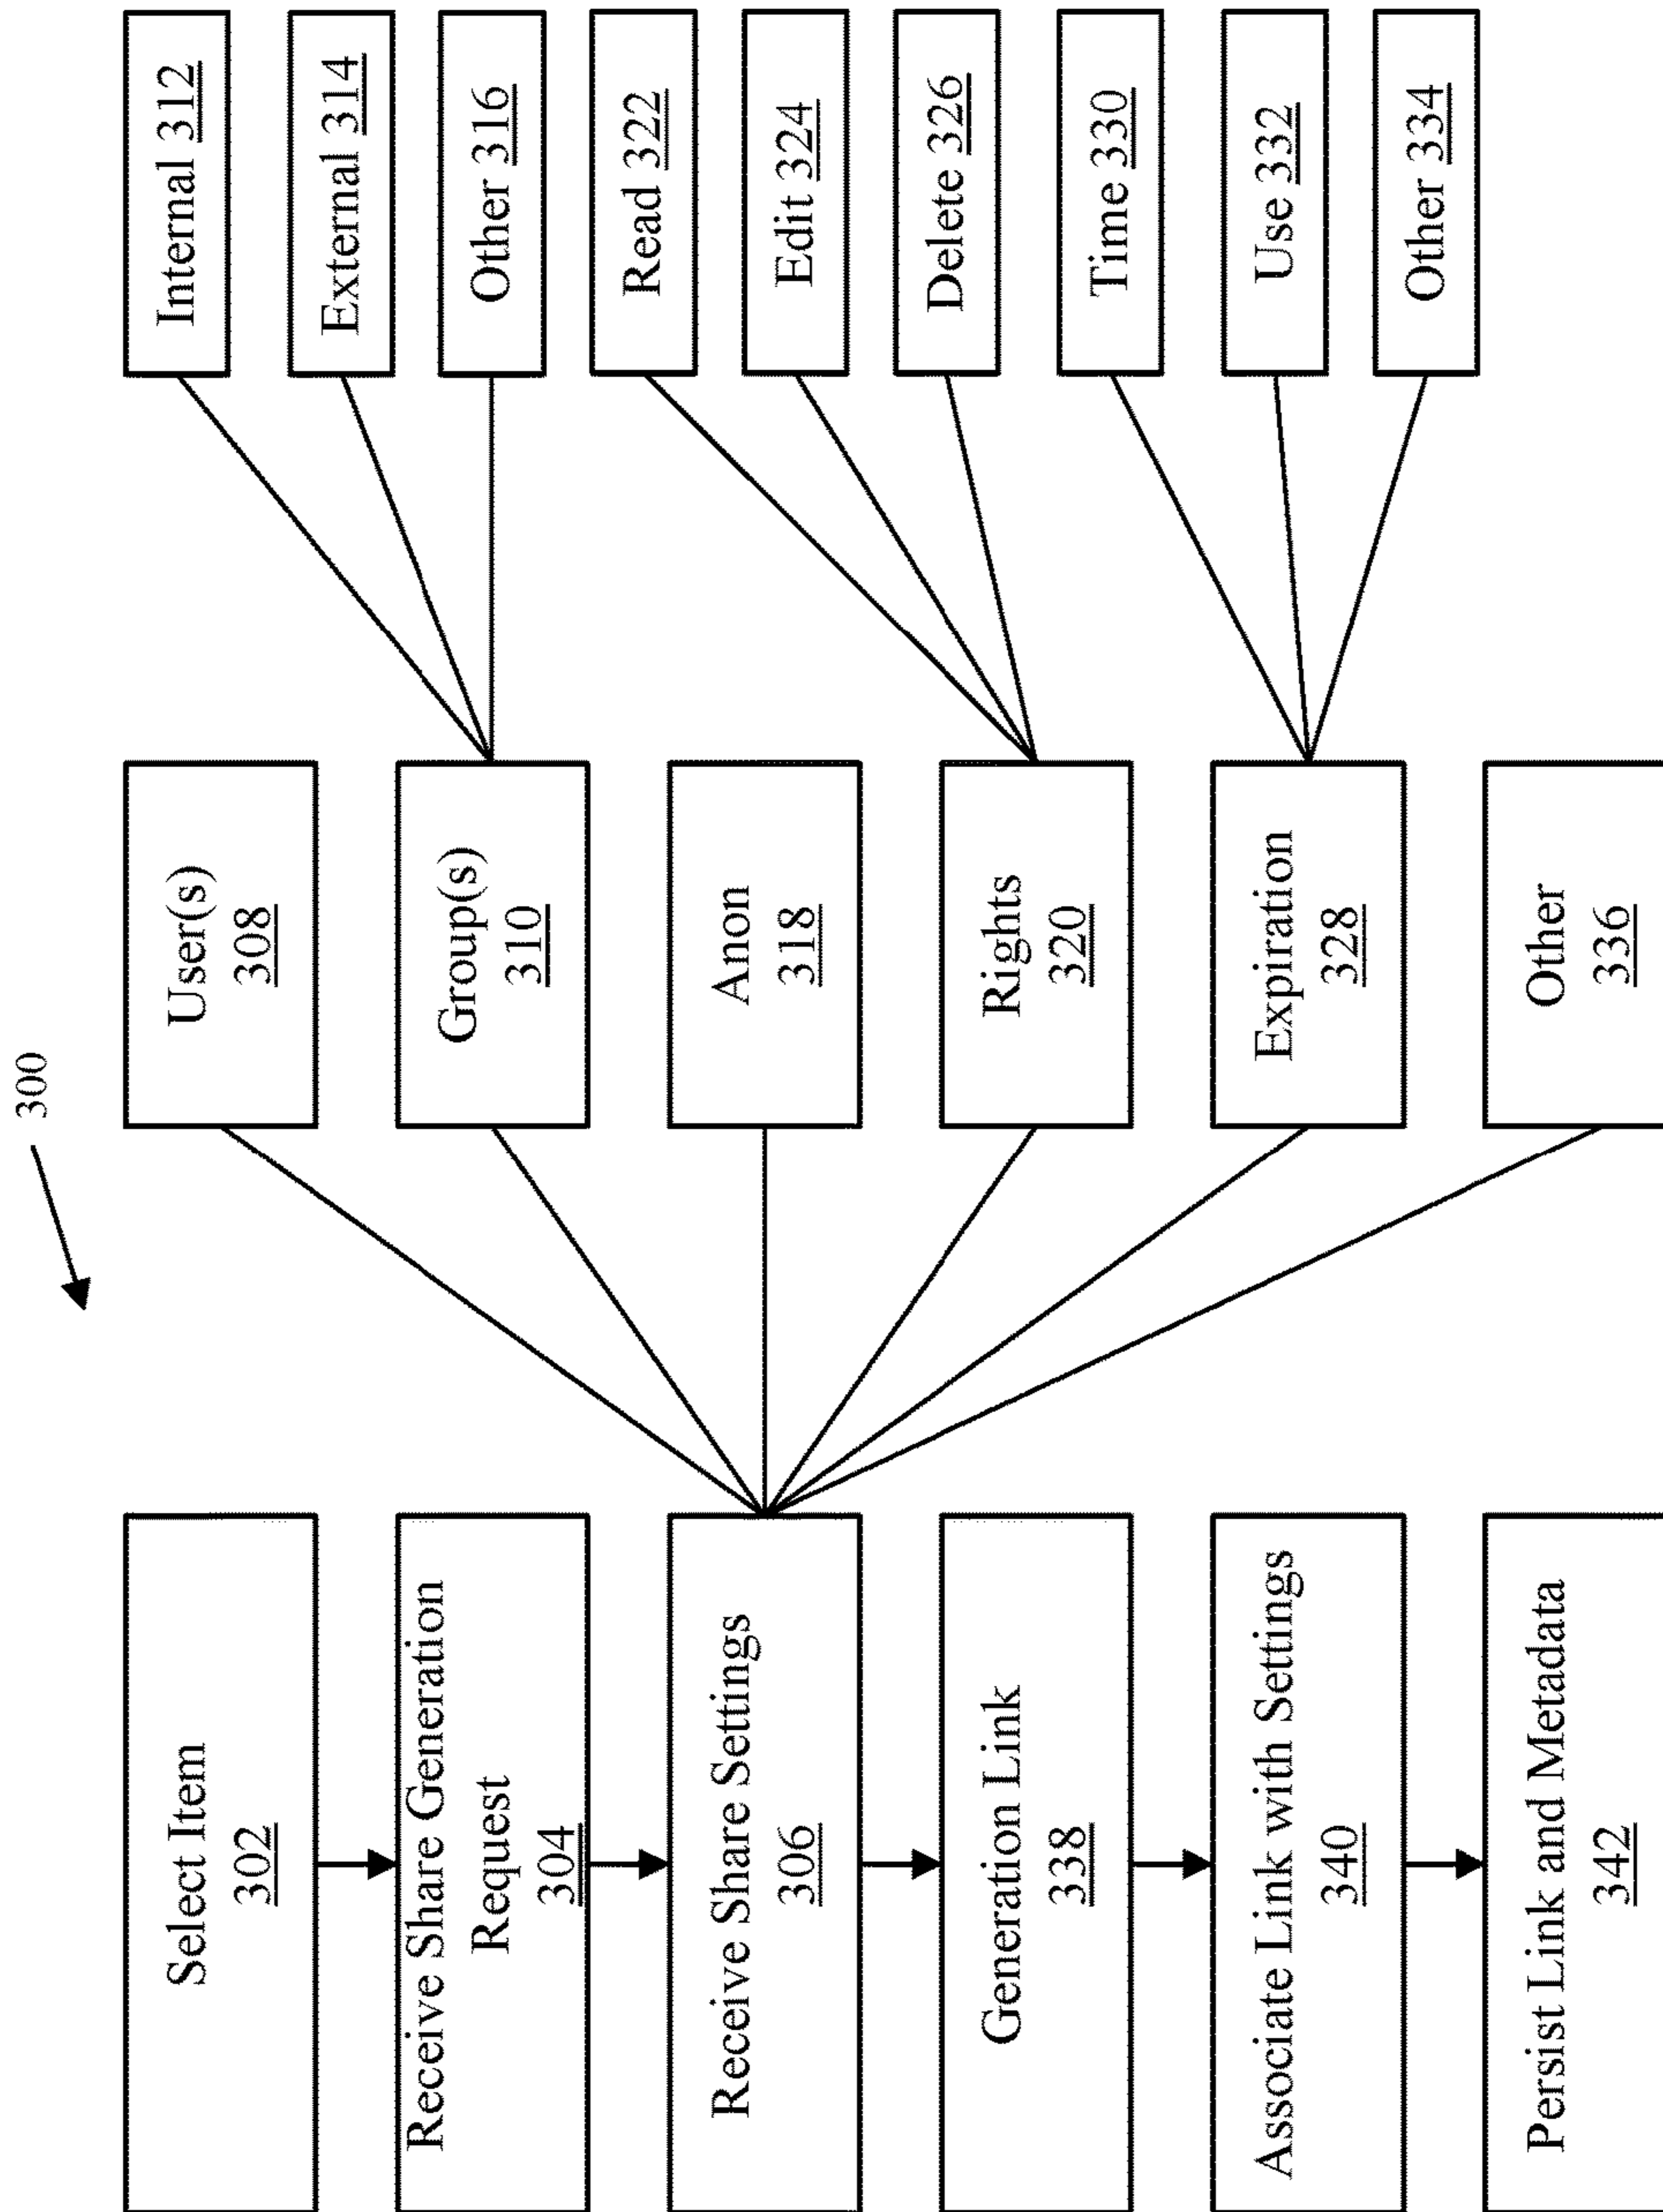 300
Select Item
302
Receive Share Generation
Request
304
Receive Share Settings
306
Generation Link
338
Associate Link with Settings
340
Persist Link and Metadata
342
User(s)
308
Group(s)
310
Anon
318
Rights
320
Expiration
328
Other
336
Internal 312
External 314
Other 316
Read 322
Edit 324
Delete 326
Time 330
Use 332
Other 334